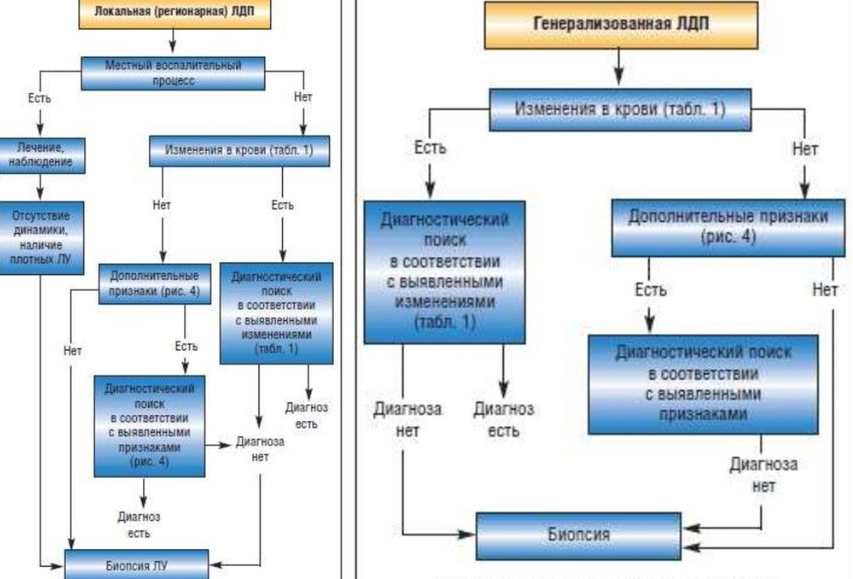 Локальная (регионарная) ЛДП
Местный воспалительный
процесс
Есть
Нет
Лечение,
наблюдение
Изменения в крови (табл. 1)
Отсутствие
динамики,
наличие
плотных ЛУ
Нет
Есть
Дополнительные
признаки (рис. 4)
Диагностический
поиск
в соответствии
с выявленными
изменениями
(табл. 1)
Нет
Есть
Диагностический
поиск
в соответствии
с выявленными
признаками
(рис. 4)
Диагноз
есть
Диагноза
нет
Диагноз
есть
Биопсия ЛУ
Генерализованная ЛДП
Изменения в крови (табл. 1)
Есть
Нет
Диагностический
поиск
в соответствии
с выявленными
изменениями
(табл. 1)
Дополнительные признаки
(рис. 4)
Есть
Нет
Диагностический поиск
в соответствии
с выявленными
признаками
Диагноза
нет
Диагноз
есть
Диагноза
нет
Биопсия